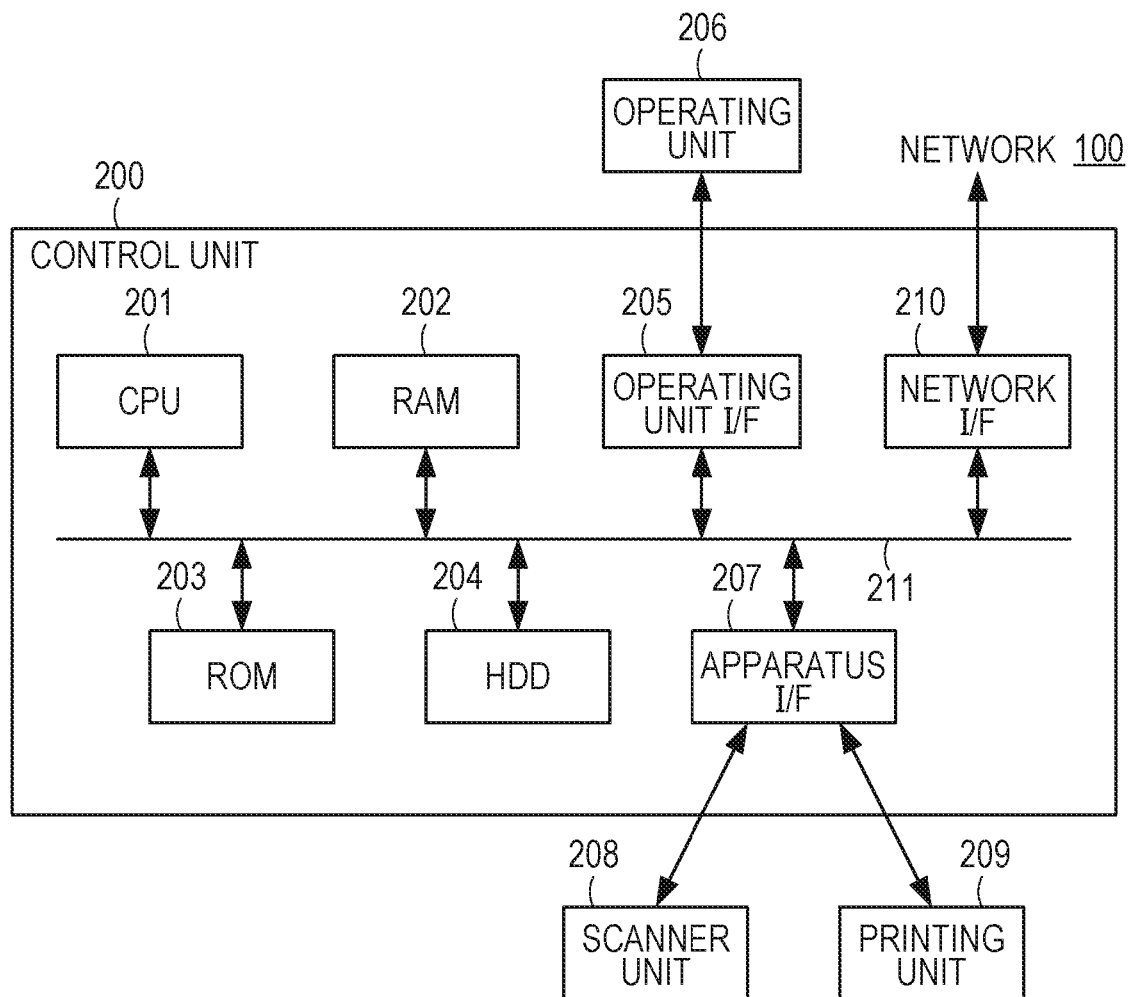 206
OPERATING
UNIT
NETWORK 100
200
CONTROL UNIT
201
202
205
210
CPU
RAM
OPERATING
UNIT I/F
NETWORK
I/F
203
204
207
211
ROM
HDD
APPARATUS
I/F
208
209
SCANNER
UNIT
PRINTING
UNIT